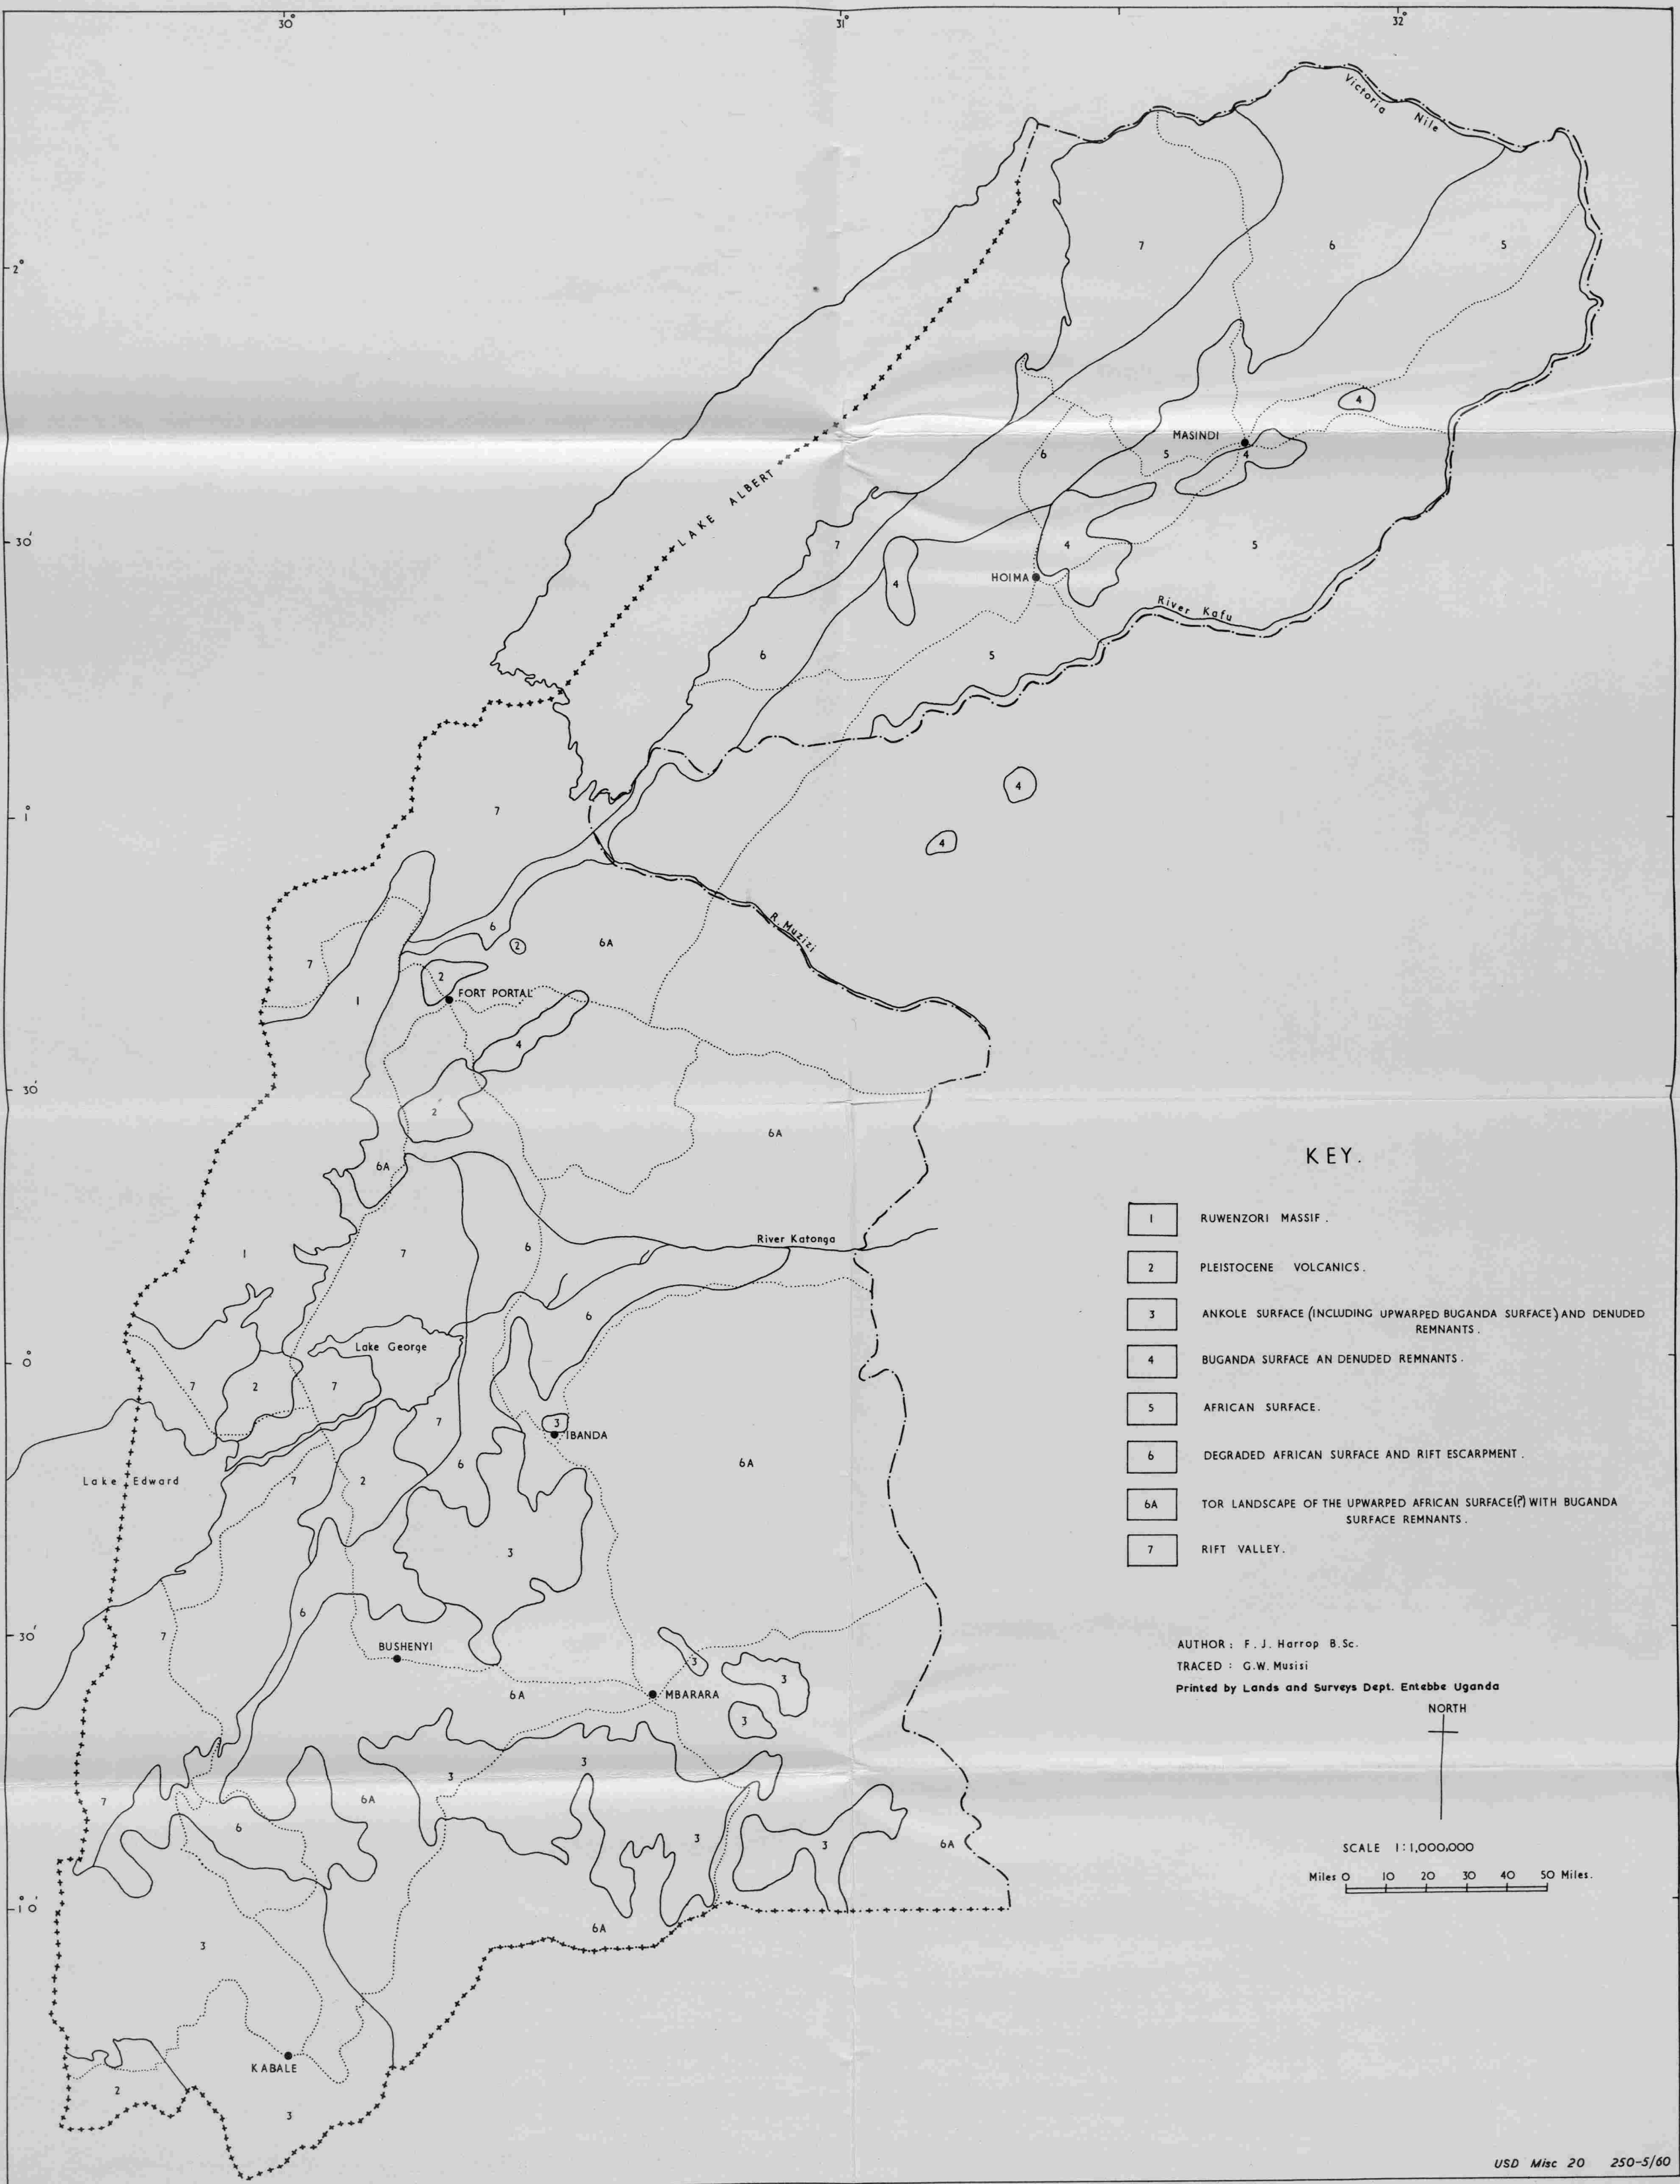 30°
31°
32°
Victoria Nile
2°
7
6
5
4
MASINDI
6
5
4
LAKE ALBERT
30'
7
4
4
5
HOIMA
River Kafu
6
5
4
7
1°
4
R. Muzizi
6
2
6A
7
2
1
FORT PORTAL
4
30'
2
6A
6A
KEY.
1 RUWENZORI MASSIF.
River Katonga
6
1
7
2 PLEISTOCENE VOLCANICS.
3 ANKOLE SURFACE (INCLUDING UPWARPED BUGANDA SURFACE) AND DENUDED
REMNANTS.
6
Lake George
0°
4 BUGANDA SURFACE AN DENUDED REMNANTS.
7
2
7
5 AFRICAN SURFACE.
7
3
IBANDA
6 DEGRADED AFRICAN SURFACE AND RIFT ESCARPMENT.
6
6A
Lake Edward
7
2
6A TOR LANDSCAPE OF THE UPWARPED AFRICAN SURFACE(?) WITH BUGANDA
SURFACE REMNANTS.
3
7 RIFT VALLEY.
6
30'
7
BUSHENYI
AUTHOR: F. J. Harrop B.Sc.
3
TRACED: G.W. Musisi
3
Printed by Lands and Surveys Dept. Entebbe Uganda
6A
MBARARA
NORTH
3
3
3
7
6A
6
3
3
6A
SCALE 1:1,000,000
Miles 0 10 20 30 40 50 Miles.
1°0'
6A
3
KABALE
2
3
USD Misc 20 250-5/60